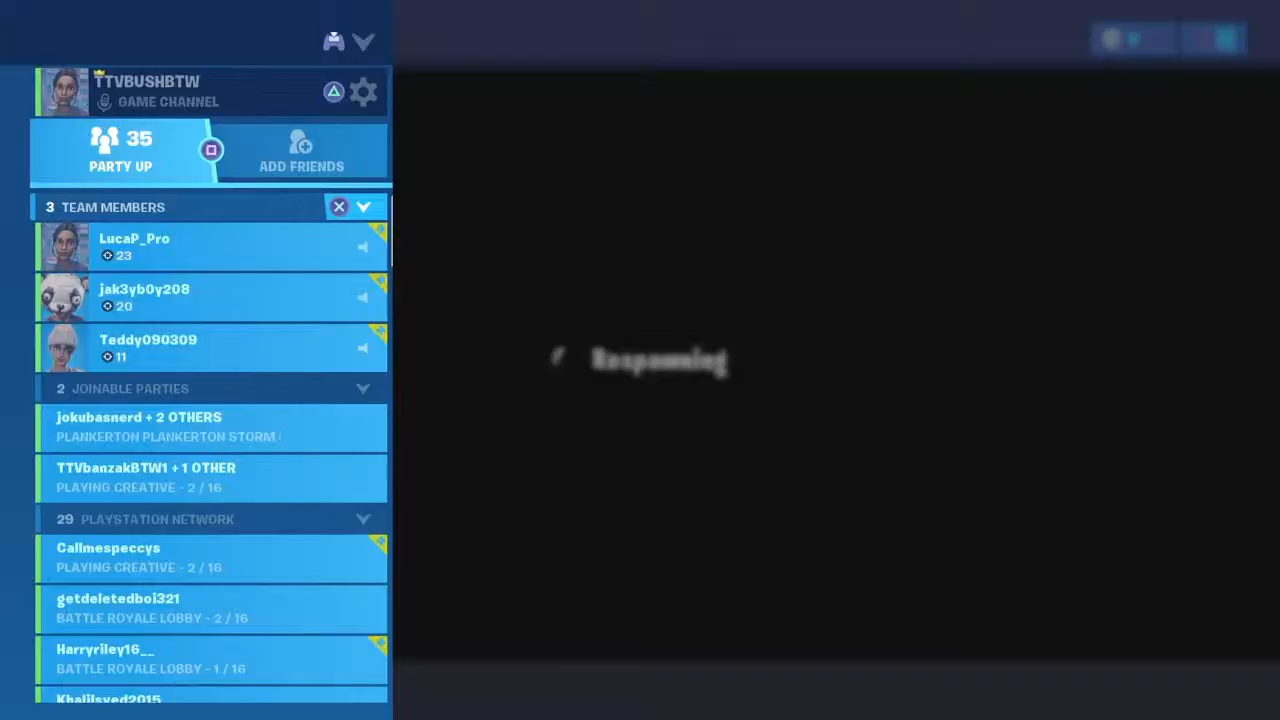 TTVBUSHBTW
GAME CHANNEL
35
PARTY UP
ADD FRIENDS
3 TEAM MEMBERS
LucaP_Pro
23
jak3yb0y208
20
Teddy090309
11
2 JOINABLE PARTIES
jokubasnerd + 2 OTHERS
PLANKERTON PLANKERTON STORM
TTVbanzakBTW1 + 1 OTHER
PLAYING CREATIVE - 2 / 16
29 PLAYSTATION NETWORK
Callmespeccys
PLAYING CREATIVE - 2 / 16
getdeletedboi321
BATTLE ROYALE LOBBY - 2 / 16
Harryriley16__
BATTLE ROYALE LOBBY - 1 / 16
Khalilsyed2015
Respawning